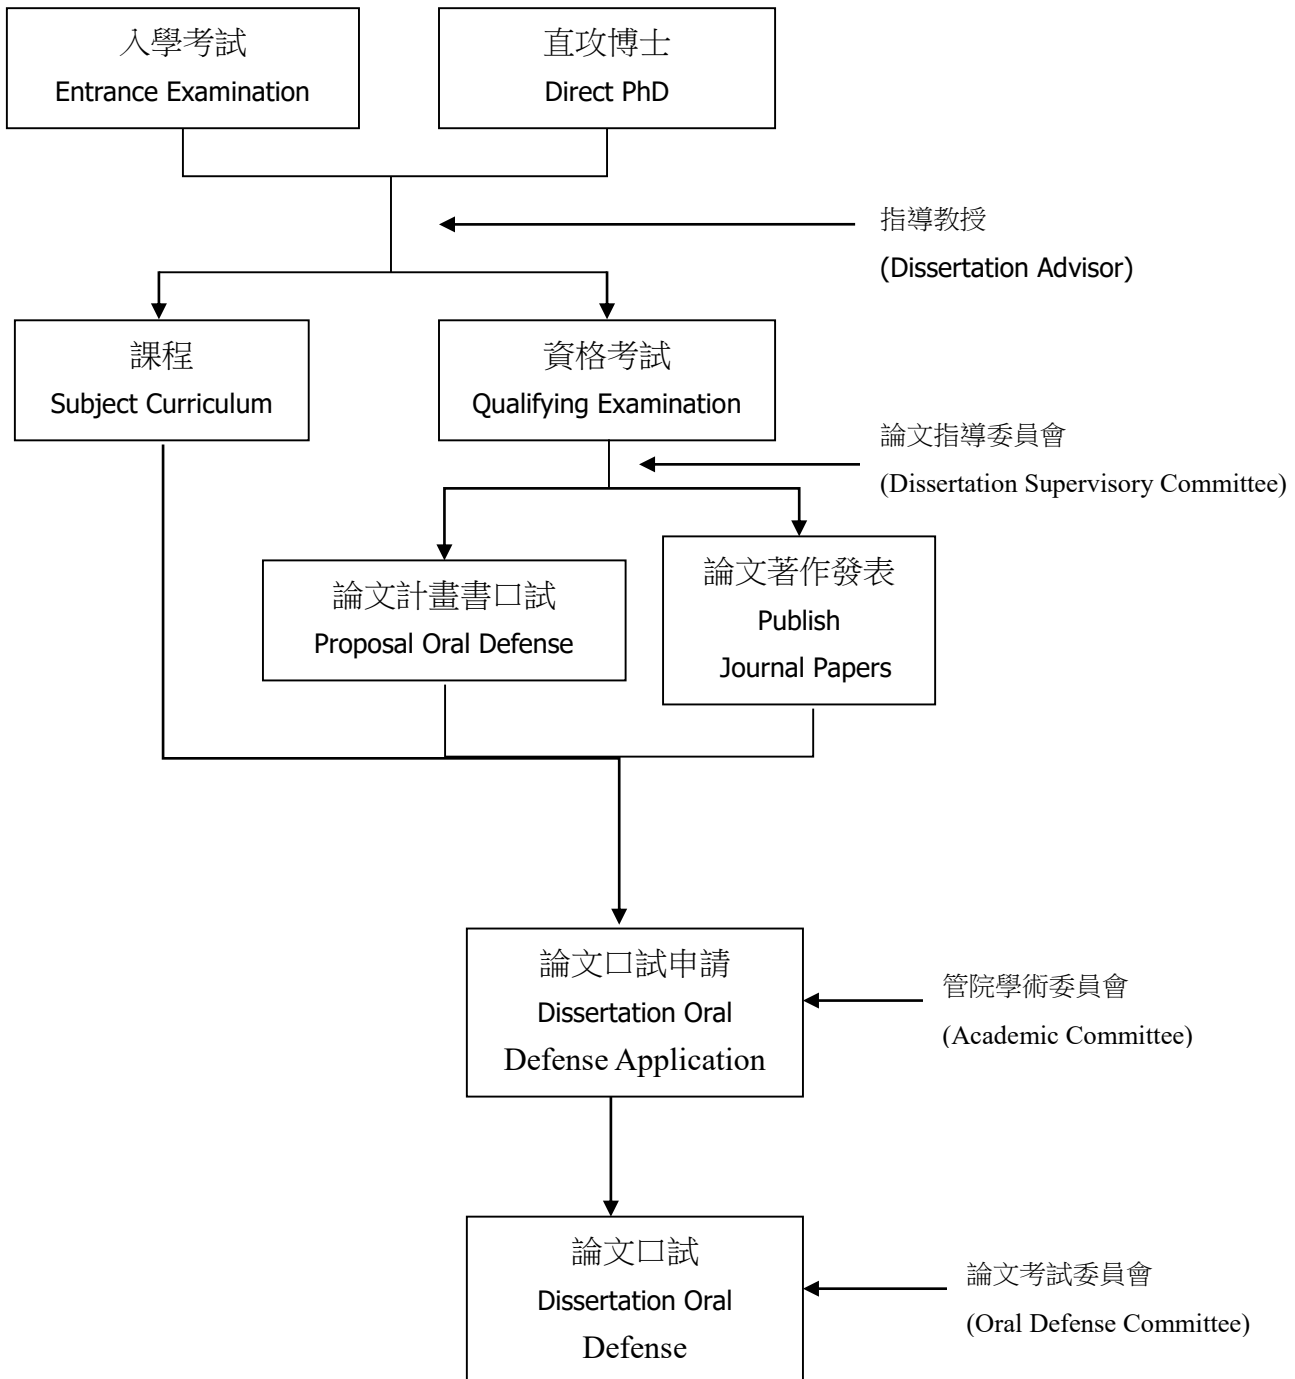 入學考試
Entrance Examination
直攻博士
Direct PhD
指導教授
(Dissertation Advisor)
課程
Subject Curriculum
資格考試
Qualifying Examination
論文指導委員會
(Dissertation Supervisory Committee)
論文計畫書口試
Proposal Oral Defense
論文著作發表
Publish
Journal Papers
論文口試申請
Dissertation Oral
Defense Application
管院學術委員會
(Academic Committee)
論文口試
Dissertation Oral
Defense
論文考試委員會
(Oral Defense Committee)